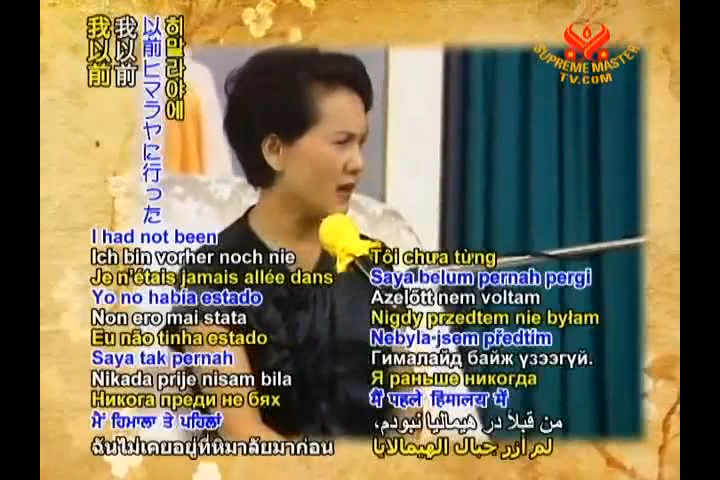 我以前
我以前
以前ヒマラヤに行った
히말라야에
SUPREME MASTER
TV.COM
I had not been
Ich bin vorher noch nie
Je n'étais jamais allée dans
Yo no había estado
Non ero mai stata
Eu não tinha estado
Saya tak pernah
Nikada prije nisam bila
Никога преди не бях
ਮੈਂ ਹਿਮਾਲਾ ਤੇ ਪਹਿਲਾਂ
ฉันไม่เคยอยู่ที่หิมาลัยมาก่อน
Tôi chưa từng
Saya belum pernah pergi
Azelőtt nem voltam
Nigdy przedtem nie byłam
Nebyla jsem předtim
Гималайд байж үзээгүй.
Я раньше никогда
मैं पहले हिमालय में
من قبلاً در هیمالیا نبودم،
لم أزر جبال الهيمالايا